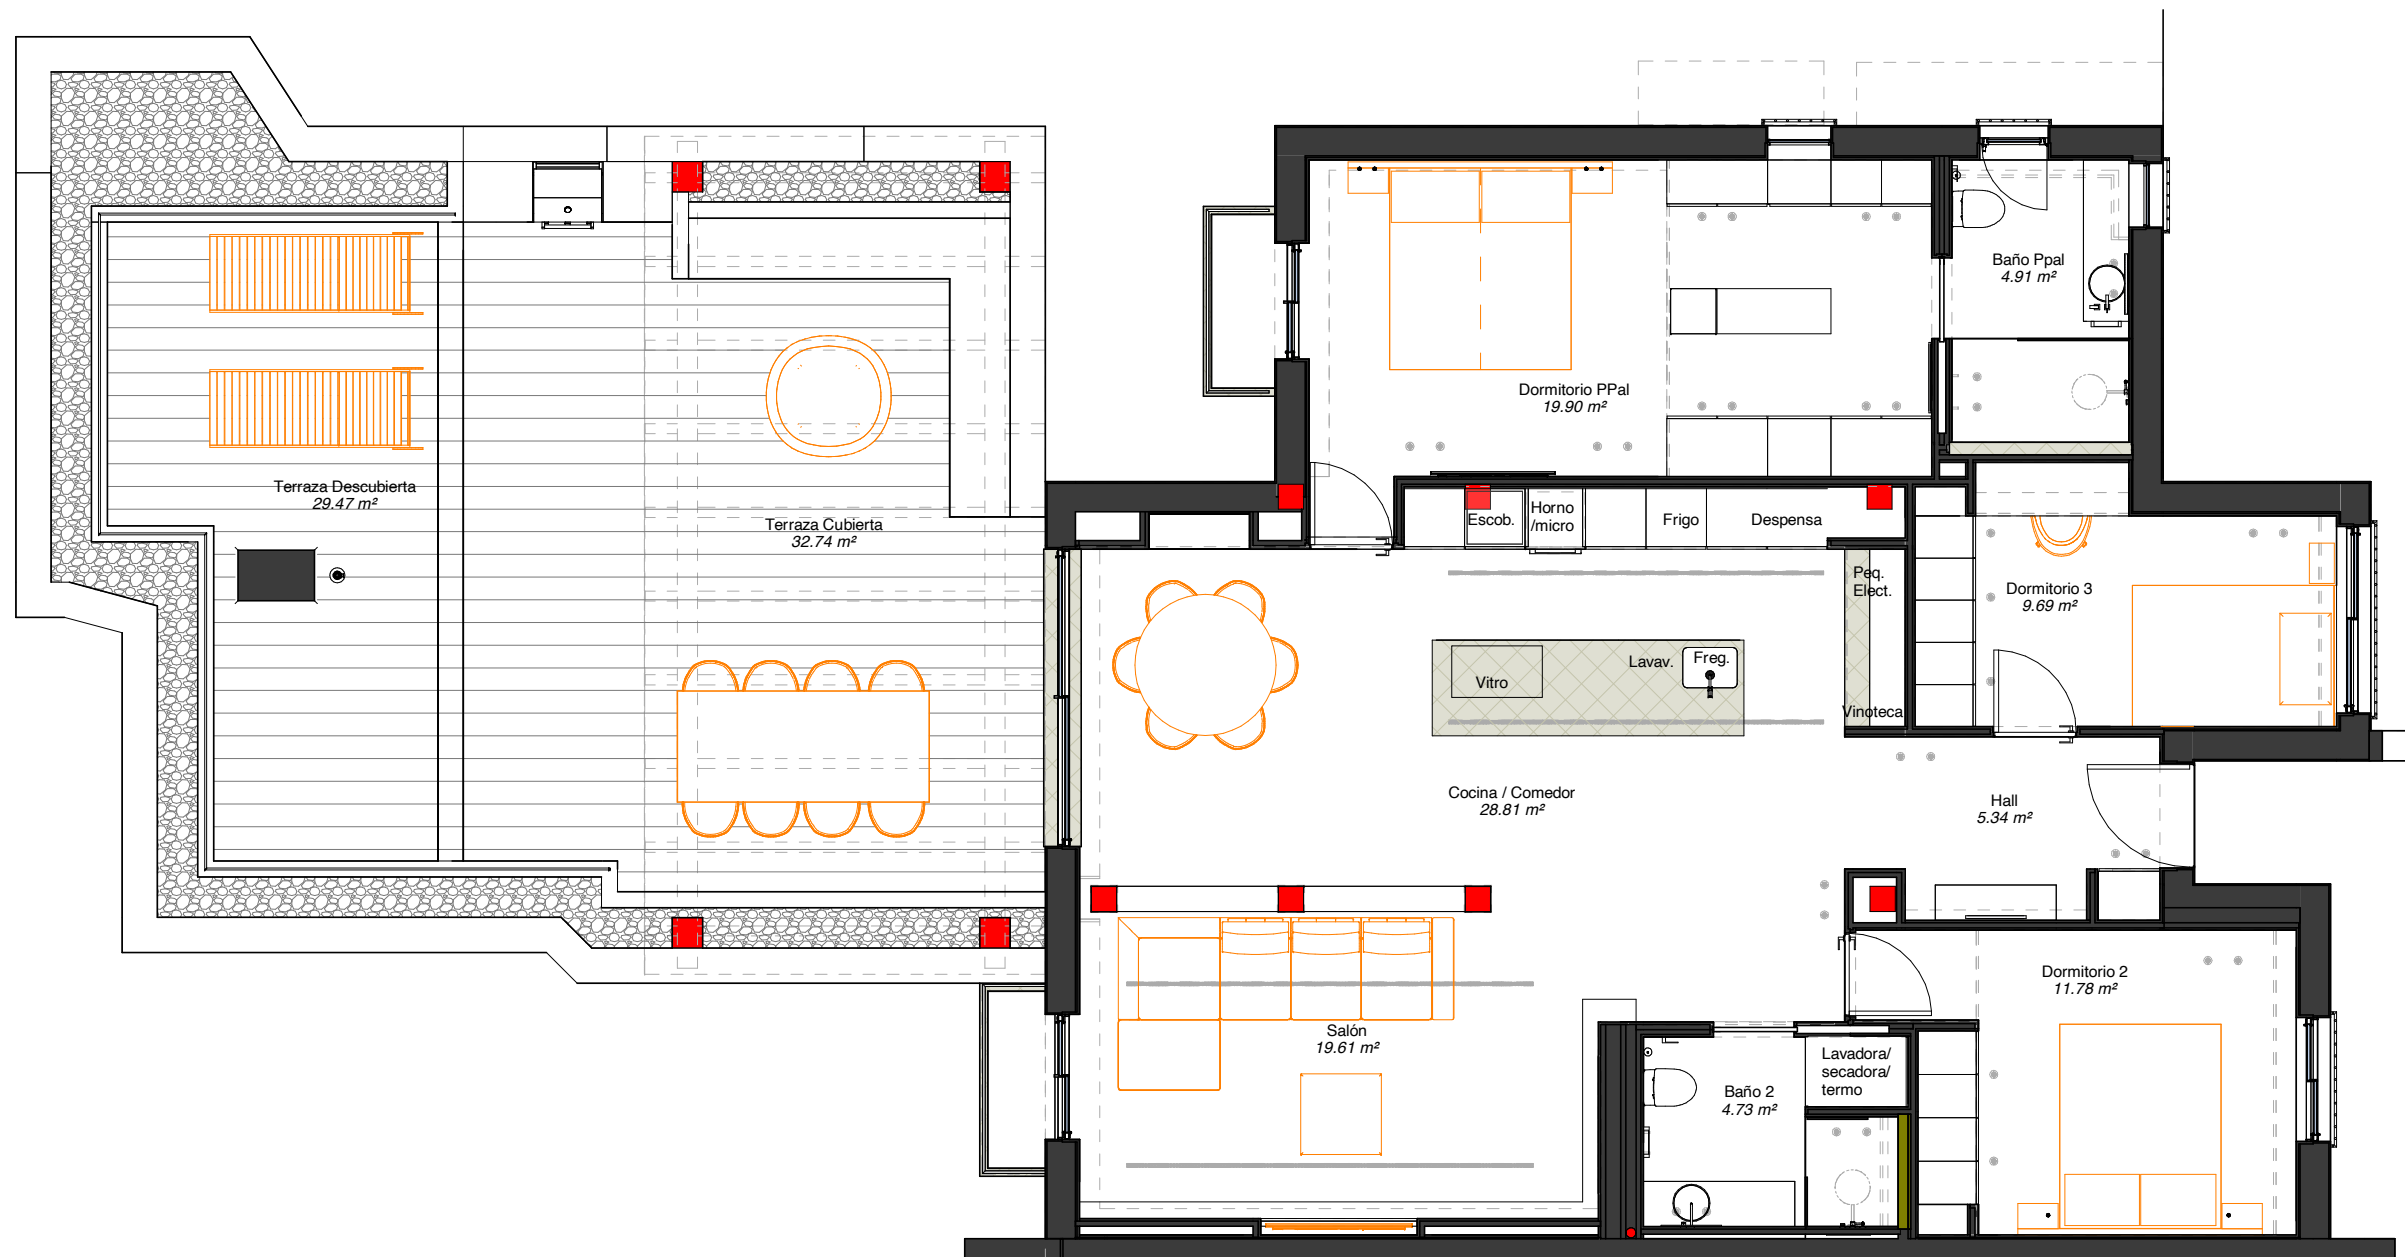 Baño Ppal
4.91 m²
Dormitorio PPal
19.90 m²
Terraza Descubierta
29.47 m²
Terraza Cubierta
32.74 m²
Escob.
Horno
/micro
Frigo
Despensa
Peq.
Elect.
Dormitorio 3
9.69 m²
Vitro
Lavav.
Freg.
Vinoteca
Cocina / Comedor
28.81 m²
Hall
5.34 m²
Dormitorio 2
11.78 m²
Salón
19.61 m²
Lavadora/
secadora/
termo
Baño 2
4.73 m²